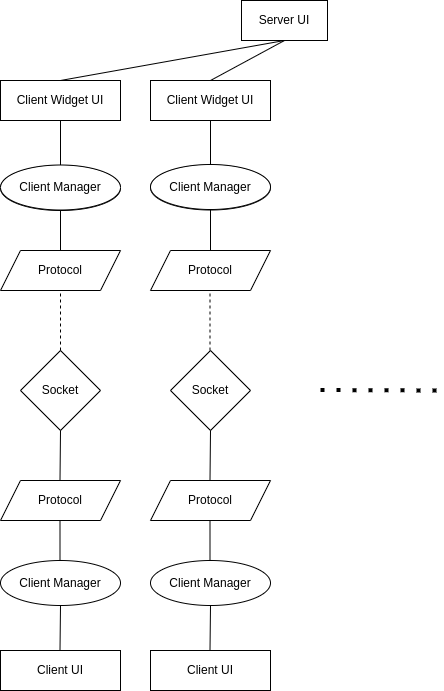 Server UI
Client Widget UI
Client Widget UI
Client Manager
Client Manager
Protocol
Protocol
Socket
Socket
Protocol
Protocol
Client Manager
Client Manager
Client UI
Client UI